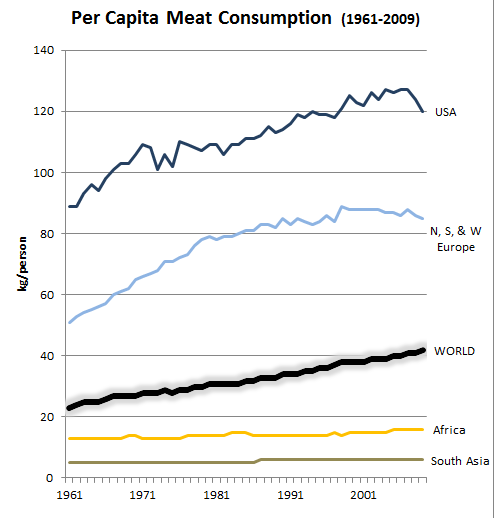 Per Capita Meat Consumption (1961-2009)
140
120
100
80
60
40
20
0
kg/person
USA
N, S, & W
Europe
WORLD
Africa
South Asia
1961 1971 1981 1991 2001